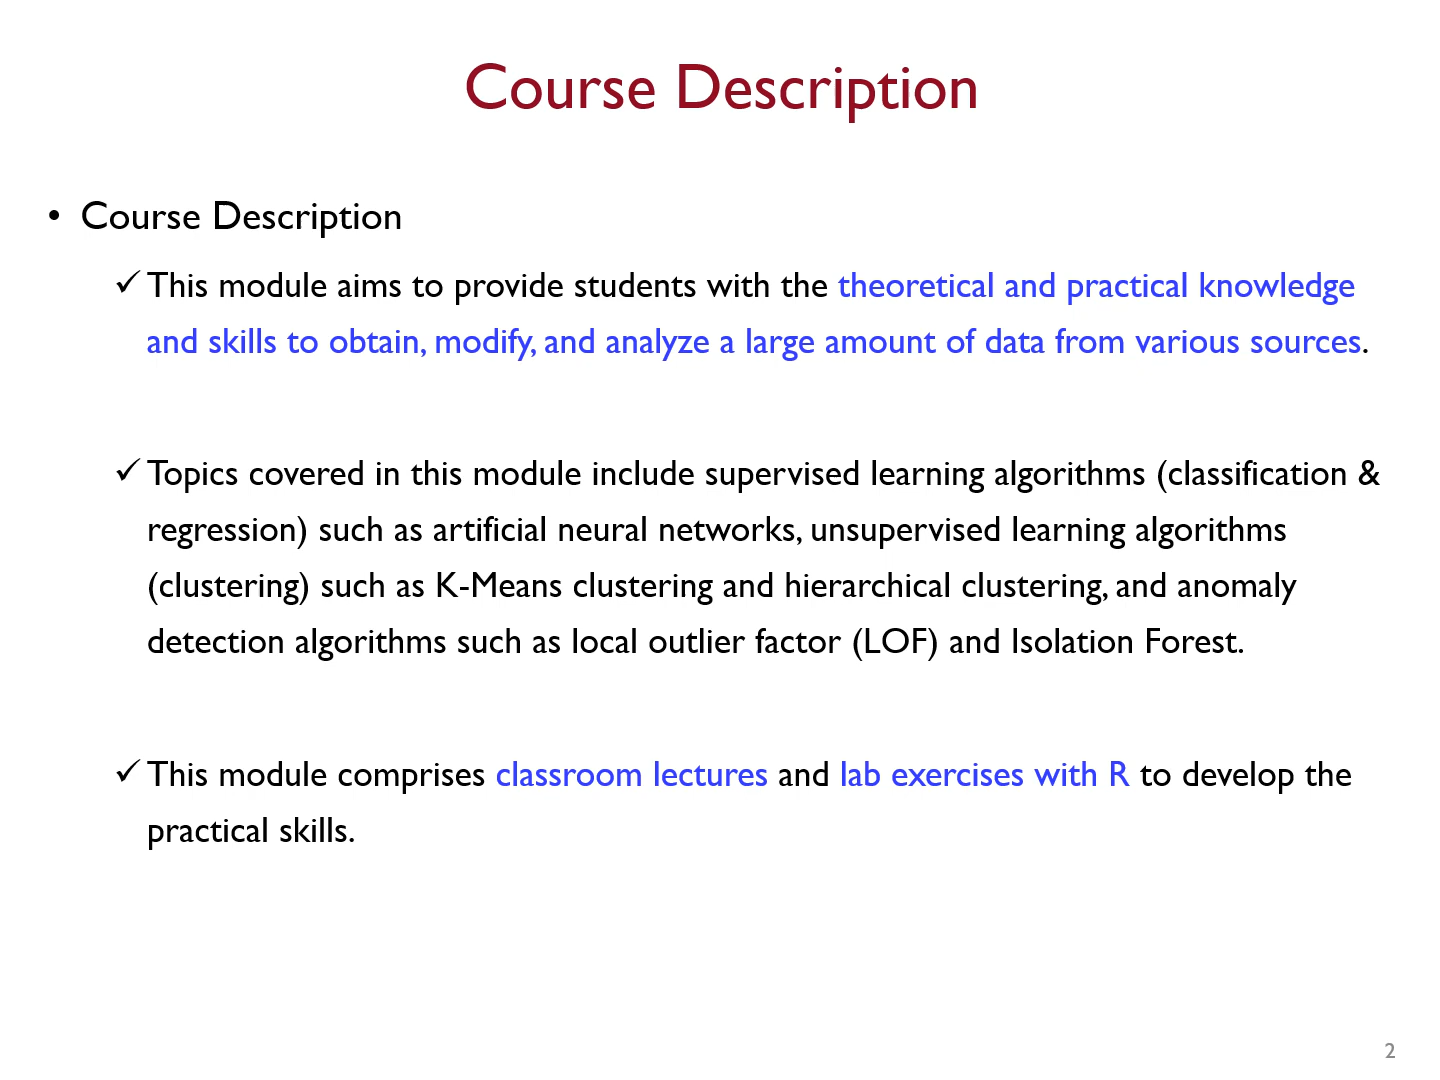 Course Description
• Course Description
✓ This module aims to provide students with the theoretical and practical knowledge
and skills to obtain, modify, and analyze a large amount of data from various sources.
✓ Topics covered in this module include supervised learning algorithms (classification &
regression) such as artificial neural networks, unsupervised learning algorithms
(clustering) such as K-Means clustering and hierarchical clustering, and anomaly
detection algorithms such as local outlier factor (LOF) and Isolation Forest.
✓ This module comprises classroom lectures and lab exercises with R to develop the
practical skills.
2